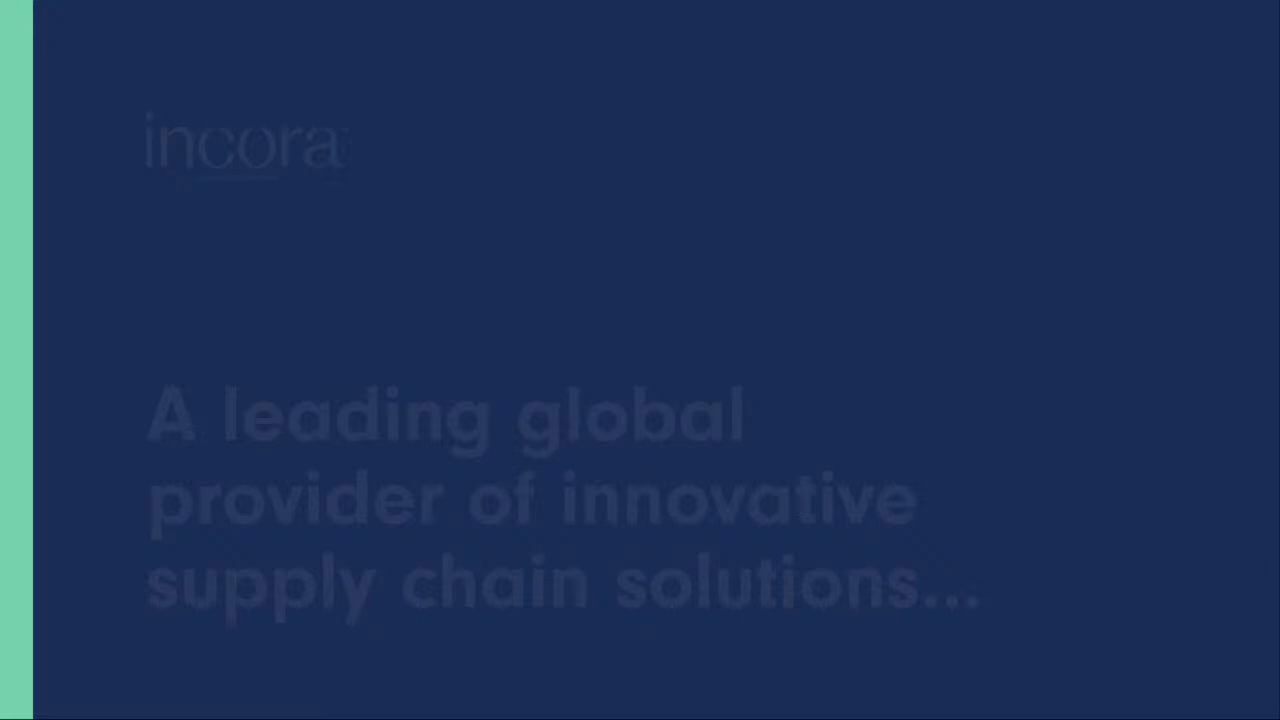 incora
A leading global
provider of innovative
supply chain solutions...